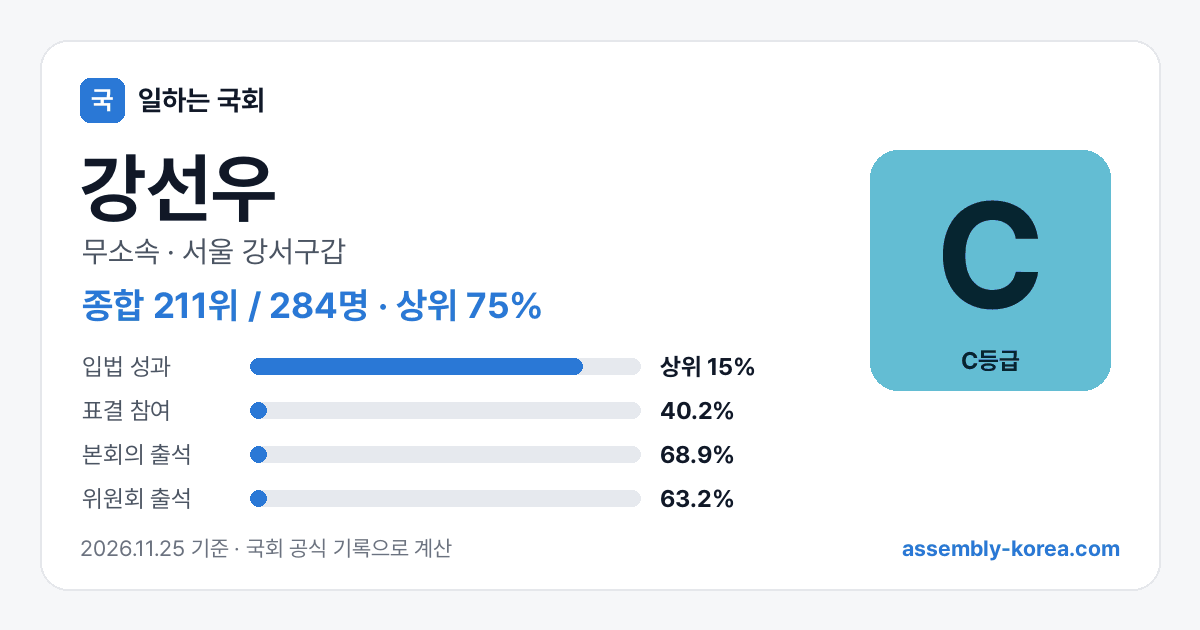 국 일하는 국회
강선우
무소속 · 서울 강서구갑
종합 211위 / 284명 · 상위 75%
입법 성과 상위 15%
표결 참여 40.2%
본회의 출석 68.9%
위원회 출석 63.2%
C
C등급
2026.11.25 기준 · 국회 공식 기록으로 계산
assembly-korea.com